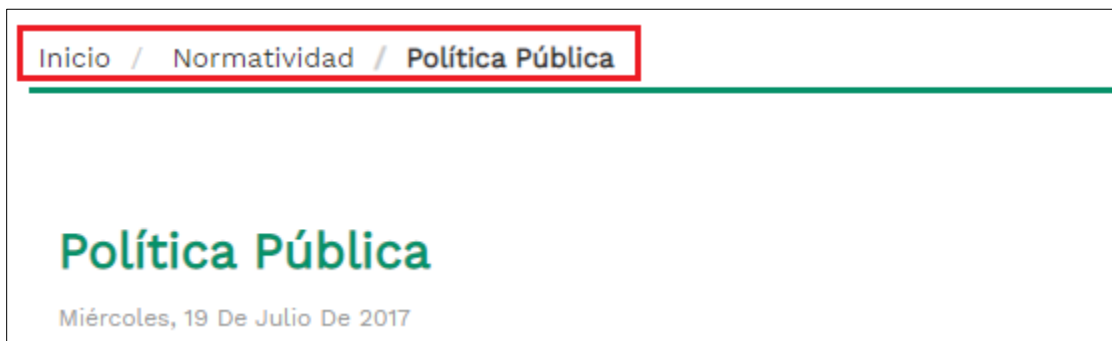 Inicio / Normatividad / Política Pública
Política Pública
Miércoles, 19 De Julio De 2017